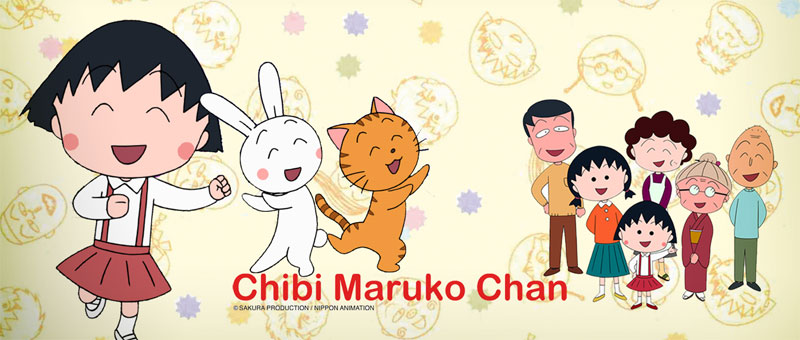 Chibi Maruko Chan
© SAKURA PRODUCTION / NIPPON ANIMATION